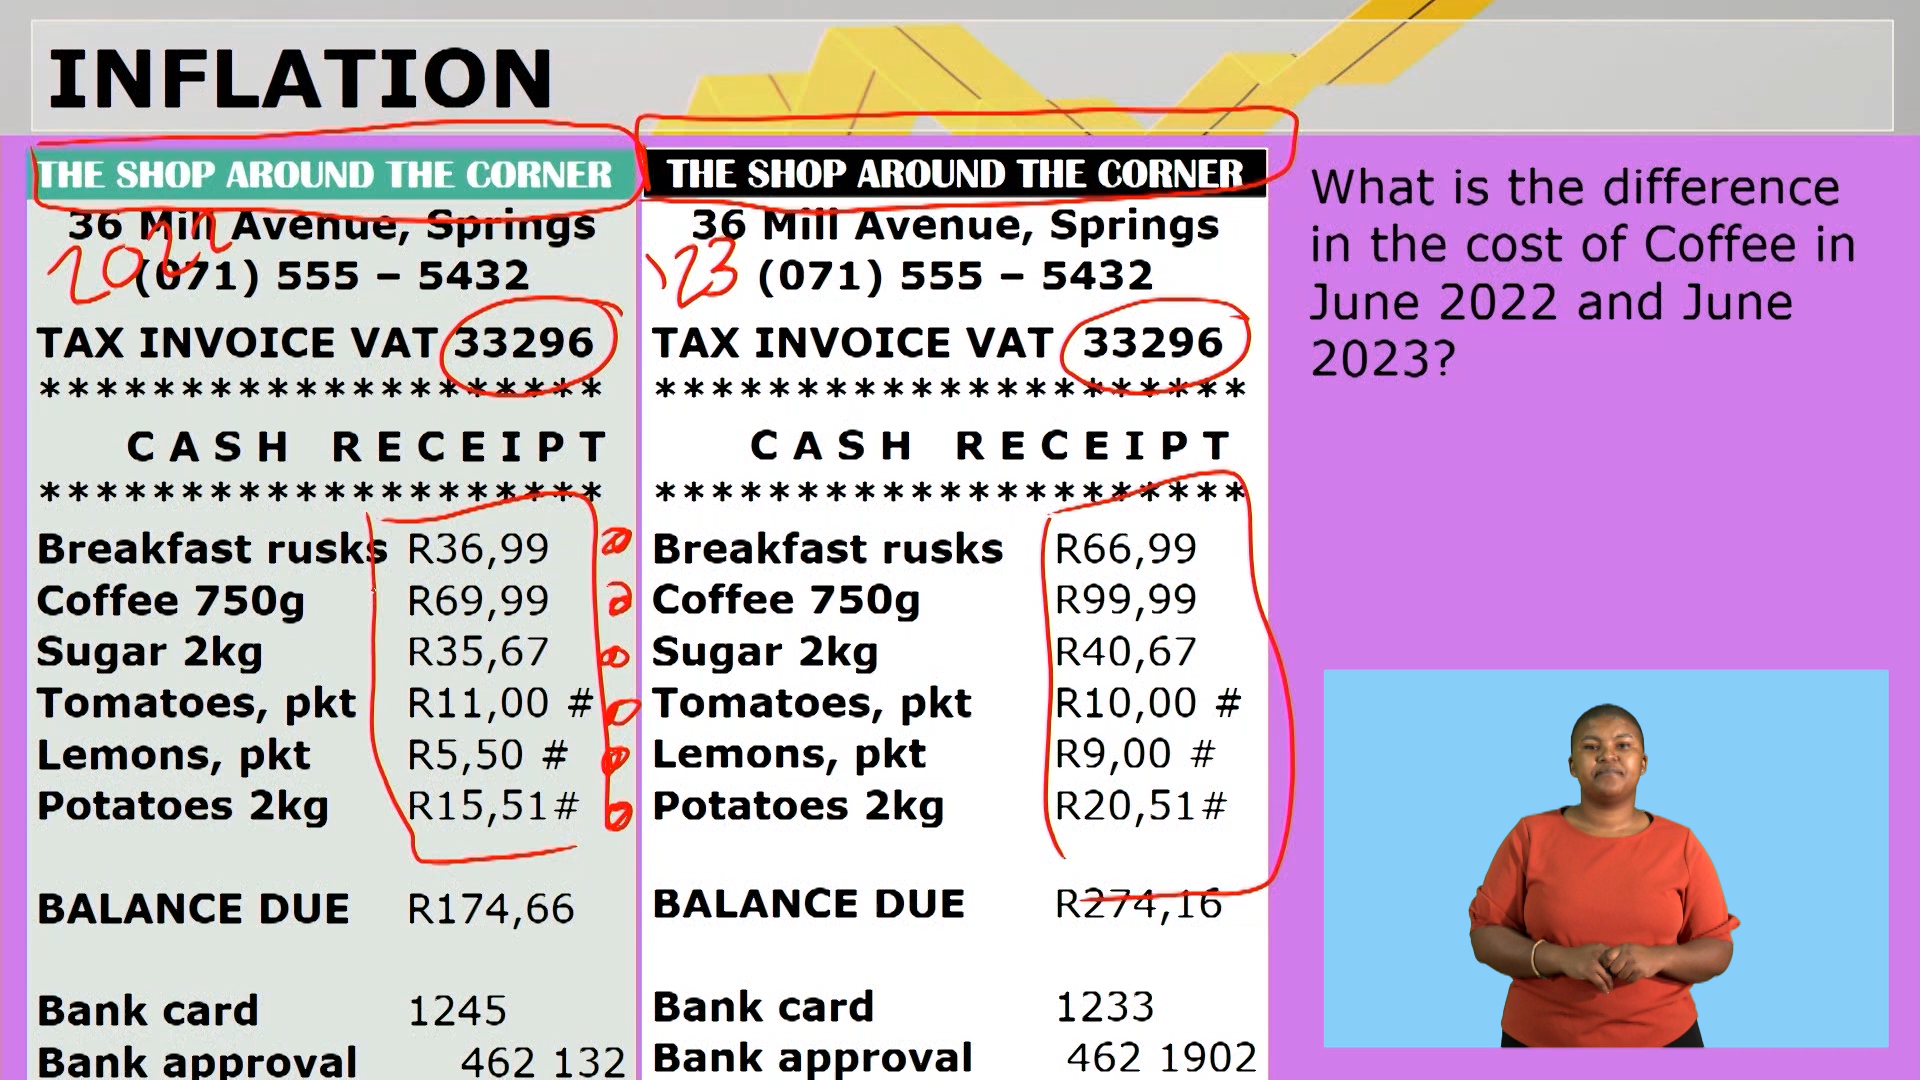 INFLATION
THE SHOP AROUND THE CORNER
36 Mill Avenue, Springs
2022
(071) 555 – 5432
TAX INVOICE VAT 33296
********************
CASH RECEIPT
********************
Breakfast rusks R36,99
Coffee 750g R69,99
Sugar 2kg R35,67
Tomatoes, pkt R11,00 #
Lemons, pkt R5,50 #
Potatoes 2kg R15,51#
BALANCE DUE R174,66
Bank card 1245
Bank approval 462 132
THE SHOP AROUND THE CORNER
36 Mill Avenue, Springs
'23
(071) 555 – 5432
TAX INVOICE VAT 33296
*********************
CASH RECEIPT
*********************
Breakfast rusks R66,99
Coffee 750g R99,99
Sugar 2kg R40,67
Tomatoes, pkt R10,00 #
Lemons, pkt R9,00 #
Potatoes 2kg R20,51#
BALANCE DUE R274,16
Bank card 1233
Bank approval 462 1902
What is the difference
in the cost of Coffee in
June 2022 and June
2023?